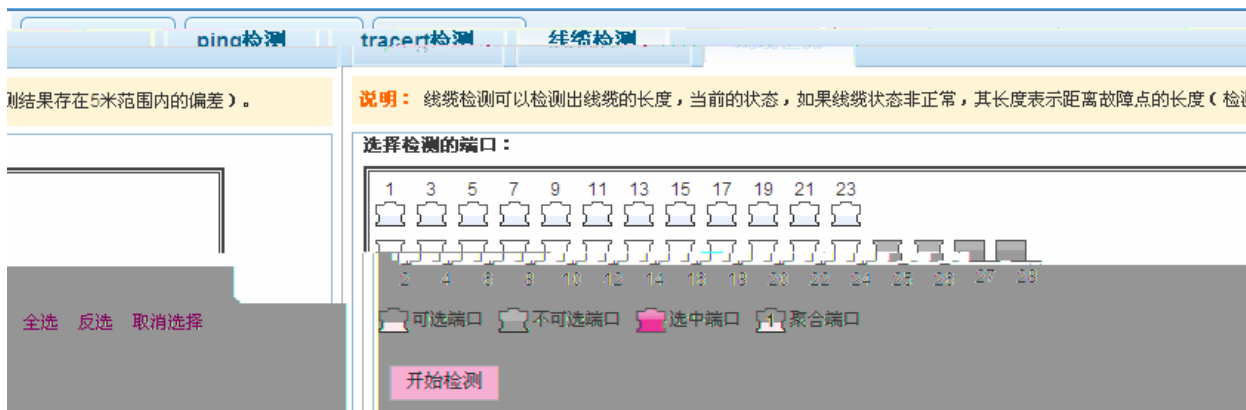 ping检测 tracert检测 线缆检测
测结果存在5米范围内的偏差)。
说明： 线缆检测可以检测出线缆的长度，当前的状态，如果线缆状态非正常，其长度表示距离故障点的长度（检测
选择检测的端口：
1 3 5 7 9 11 13 15 17 19 21 23
2 4 6 8 10 12 14 16 18 20 22 24 25 26 27 28
全选 反选 取消选择
可选端口 不可选端口 选中端口 1 聚合端口
开始检测